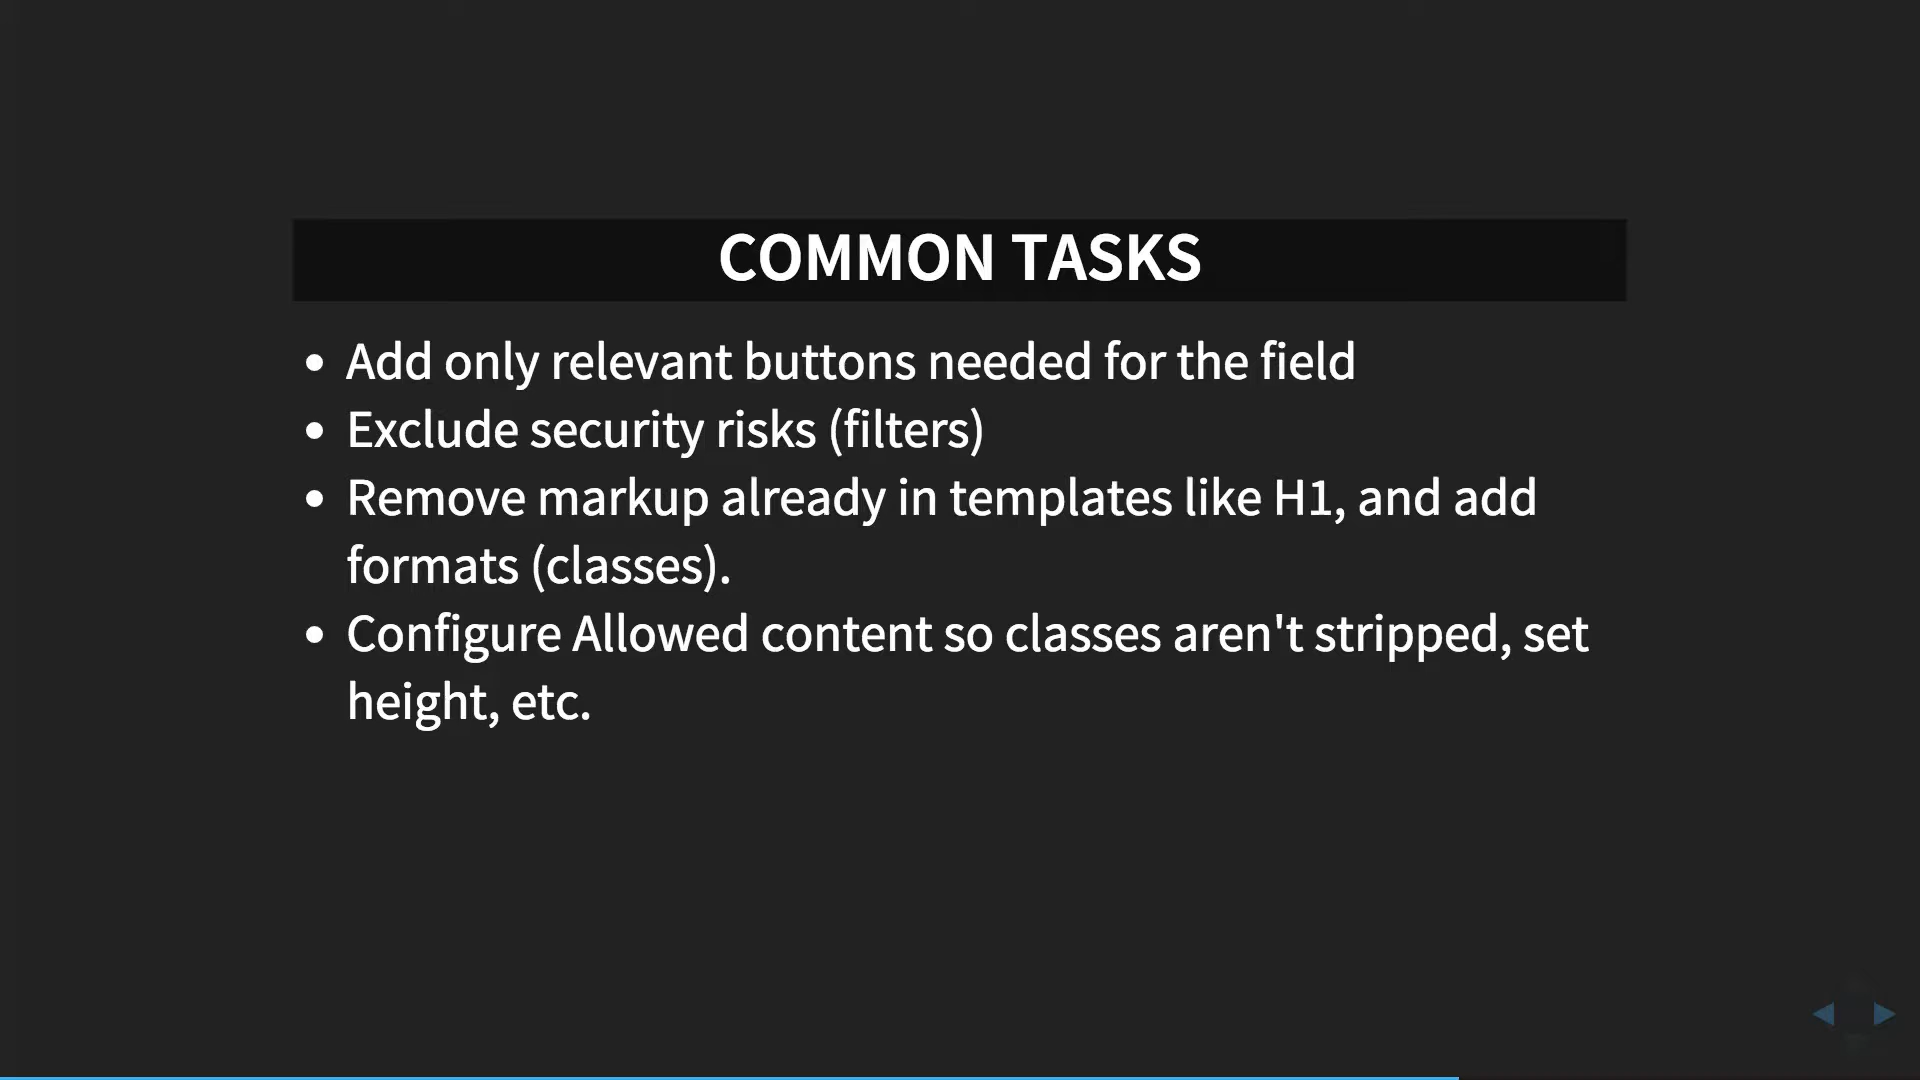 COMMON TASKS
• Add only relevant buttons needed for the field
• Exclude security risks (filters)
• Remove markup already in templates like H1, and add
formats (classes).
• Configure Allowed content so classes aren't stripped, set
height, etc.